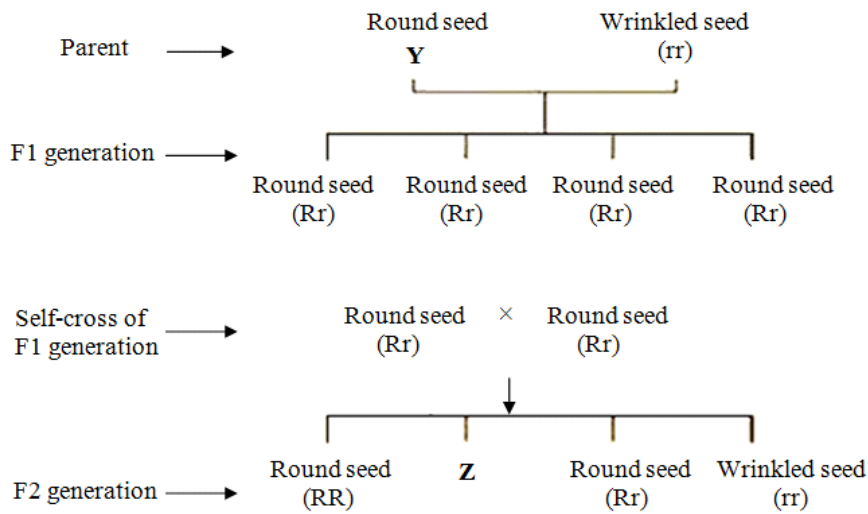 Parent
Round seed
Y
Wrinkled seed
(rr)
F1 generation
Round seed
(Rr)
Round seed
(Rr)
Round seed
(Rr)
Round seed
(Rr)
Self-cross of
F1 generation
Round seed
(Rr)
×
Round seed
(Rr)
F2 generation
Round seed
(RR)
Z
Round seed
(Rr)
Wrinkled seed
(rr)